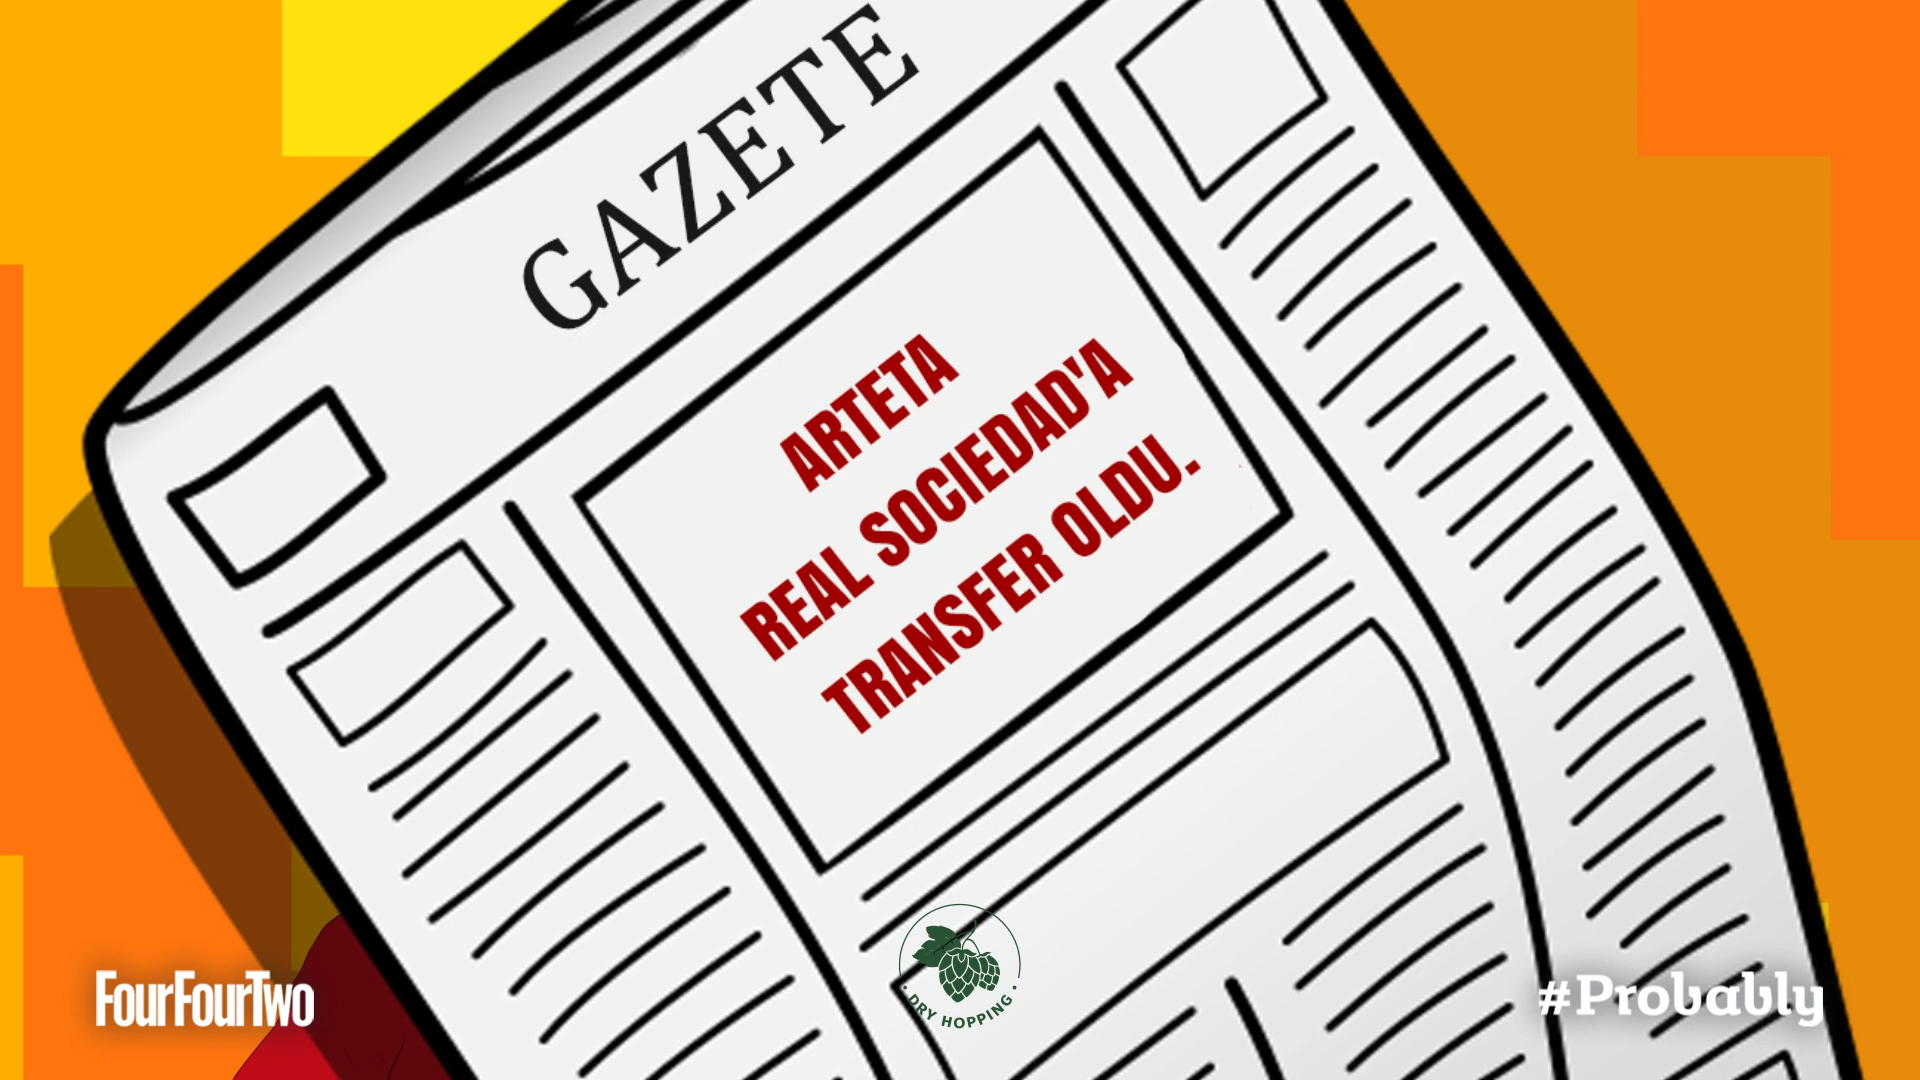 GAZETE
ARTETA
REAL SOCIEDAD'A
TRANSFER OLDU.
• DRY HOPPING •
FourFourTwo
#Probably